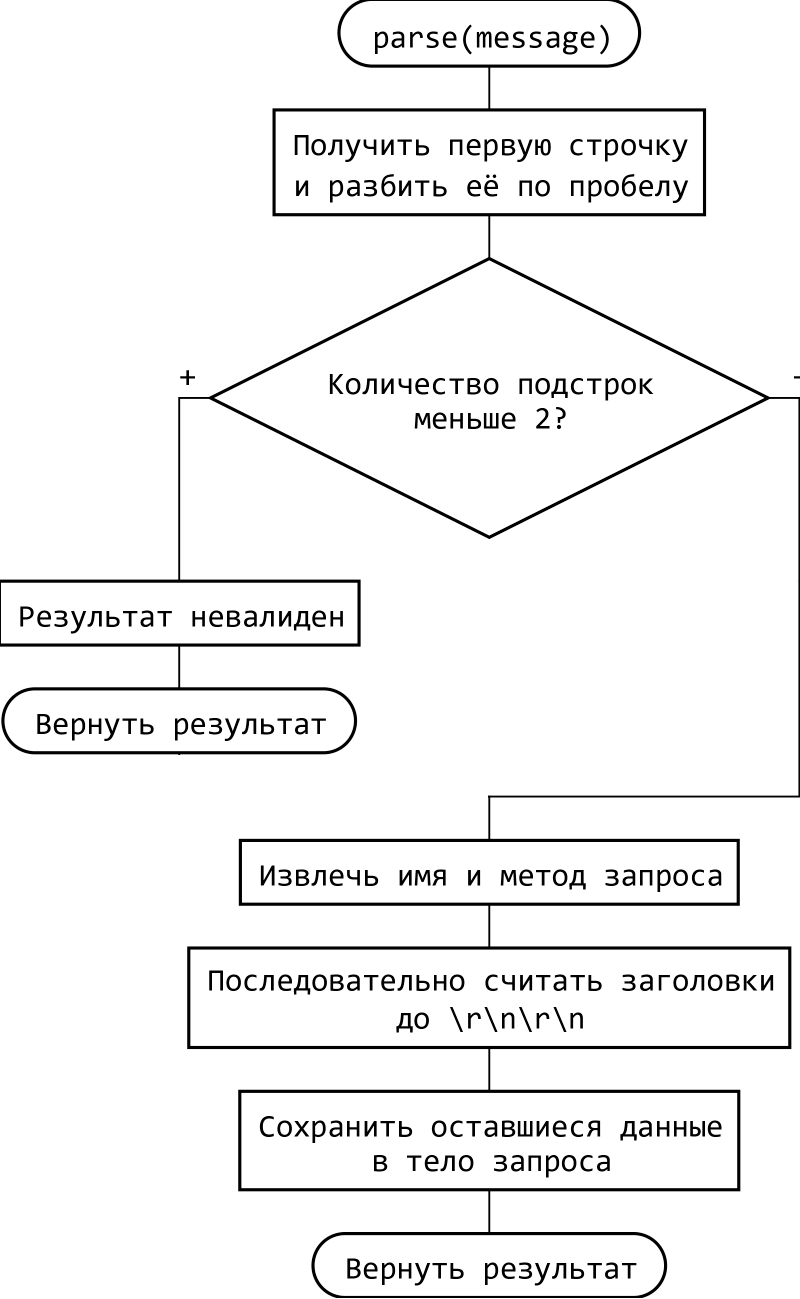 parse(message)
Получить первую строчку
и разбить её по пробелу
+
-
Количество подстрок
меньше 2?
Результат невалиден
Вернуть результат
Извлечь имя и метод запроса
Последовательно считать заголовки
до \r\n\r\n
Сохранить оставшиеся данные
в тело запроса
Вернуть результат